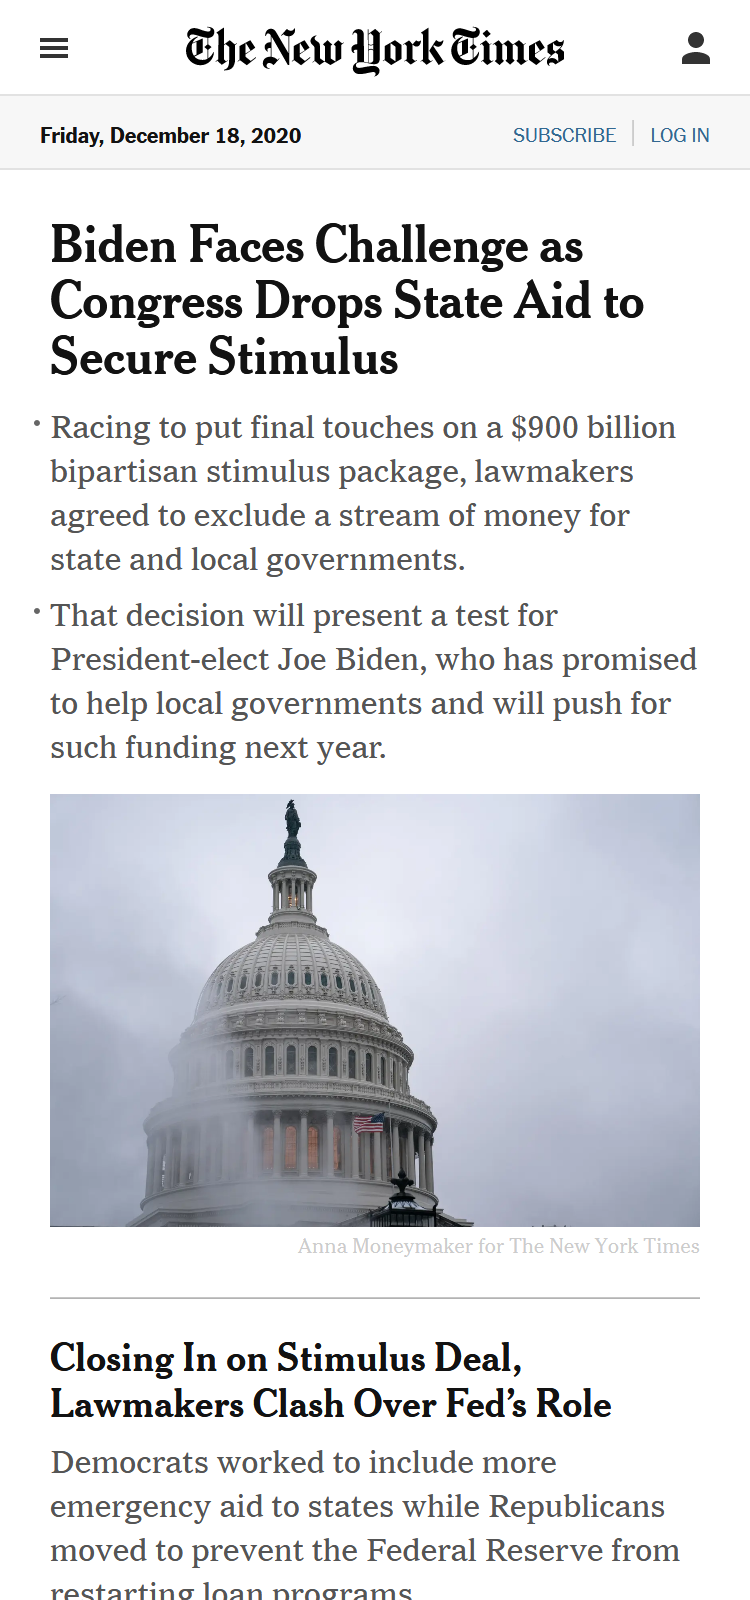 The New York Times
Friday, December 18, 2020
SUBSCRIBE
LOG IN
Biden Faces Challenge as
Congress Drops State Aid to
Secure Stimulus
• Racing to put final touches on a $900 billion
bipartisan stimulus package, lawmakers
agreed to exclude a stream of money for
state and local governments.
• That decision will present a test for
President-elect Joe Biden, who has promised
to help local governments and will push for
such funding next year.
Anna Moneymaker for The New York Times
Closing In on Stimulus Deal,
Lawmakers Clash Over Fed’s Role
Democrats worked to include more
emergency aid to states while Republicans
moved to prevent the Federal Reserve from
restarting loan programs.